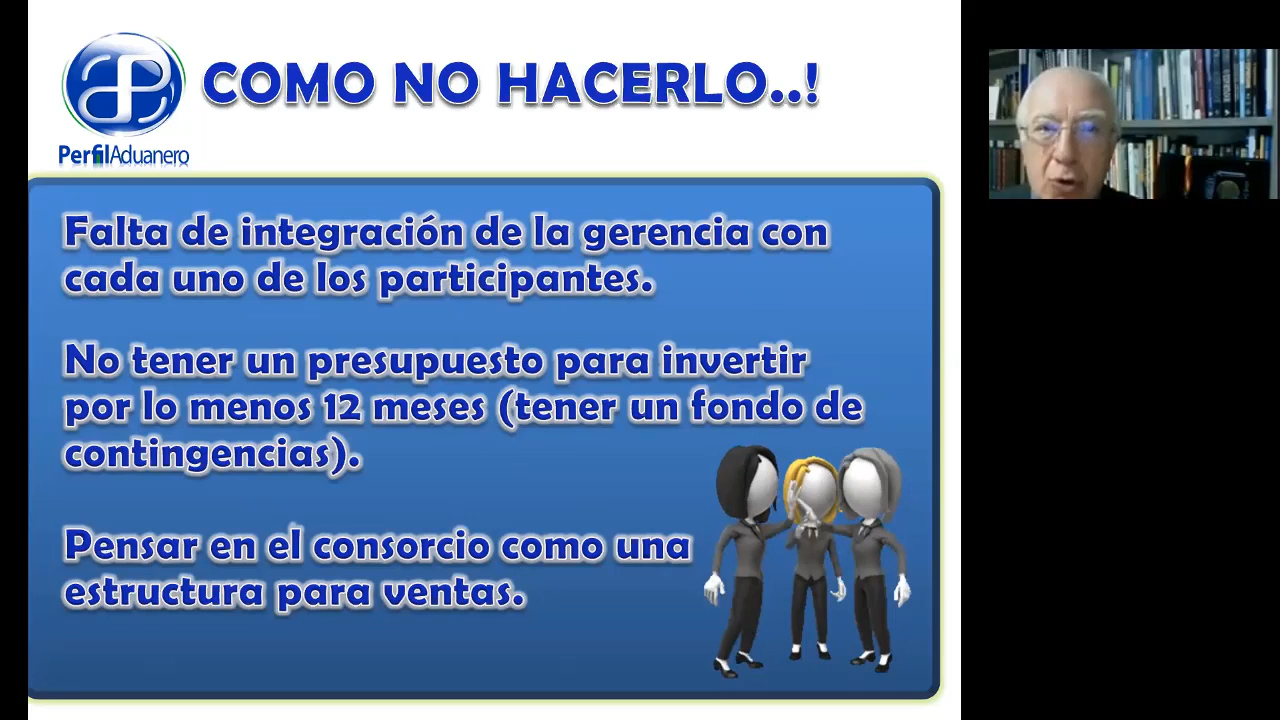 COMO NO HACERLO..!
PerfilAduanero
Falta de integración de la gerencia con
cada uno de los participantes.
No tener un presupuesto para invertir
por lo menos 12 meses (tener un fondo de
contingencias).
Pensar en el consorcio como una
estructura para ventas.